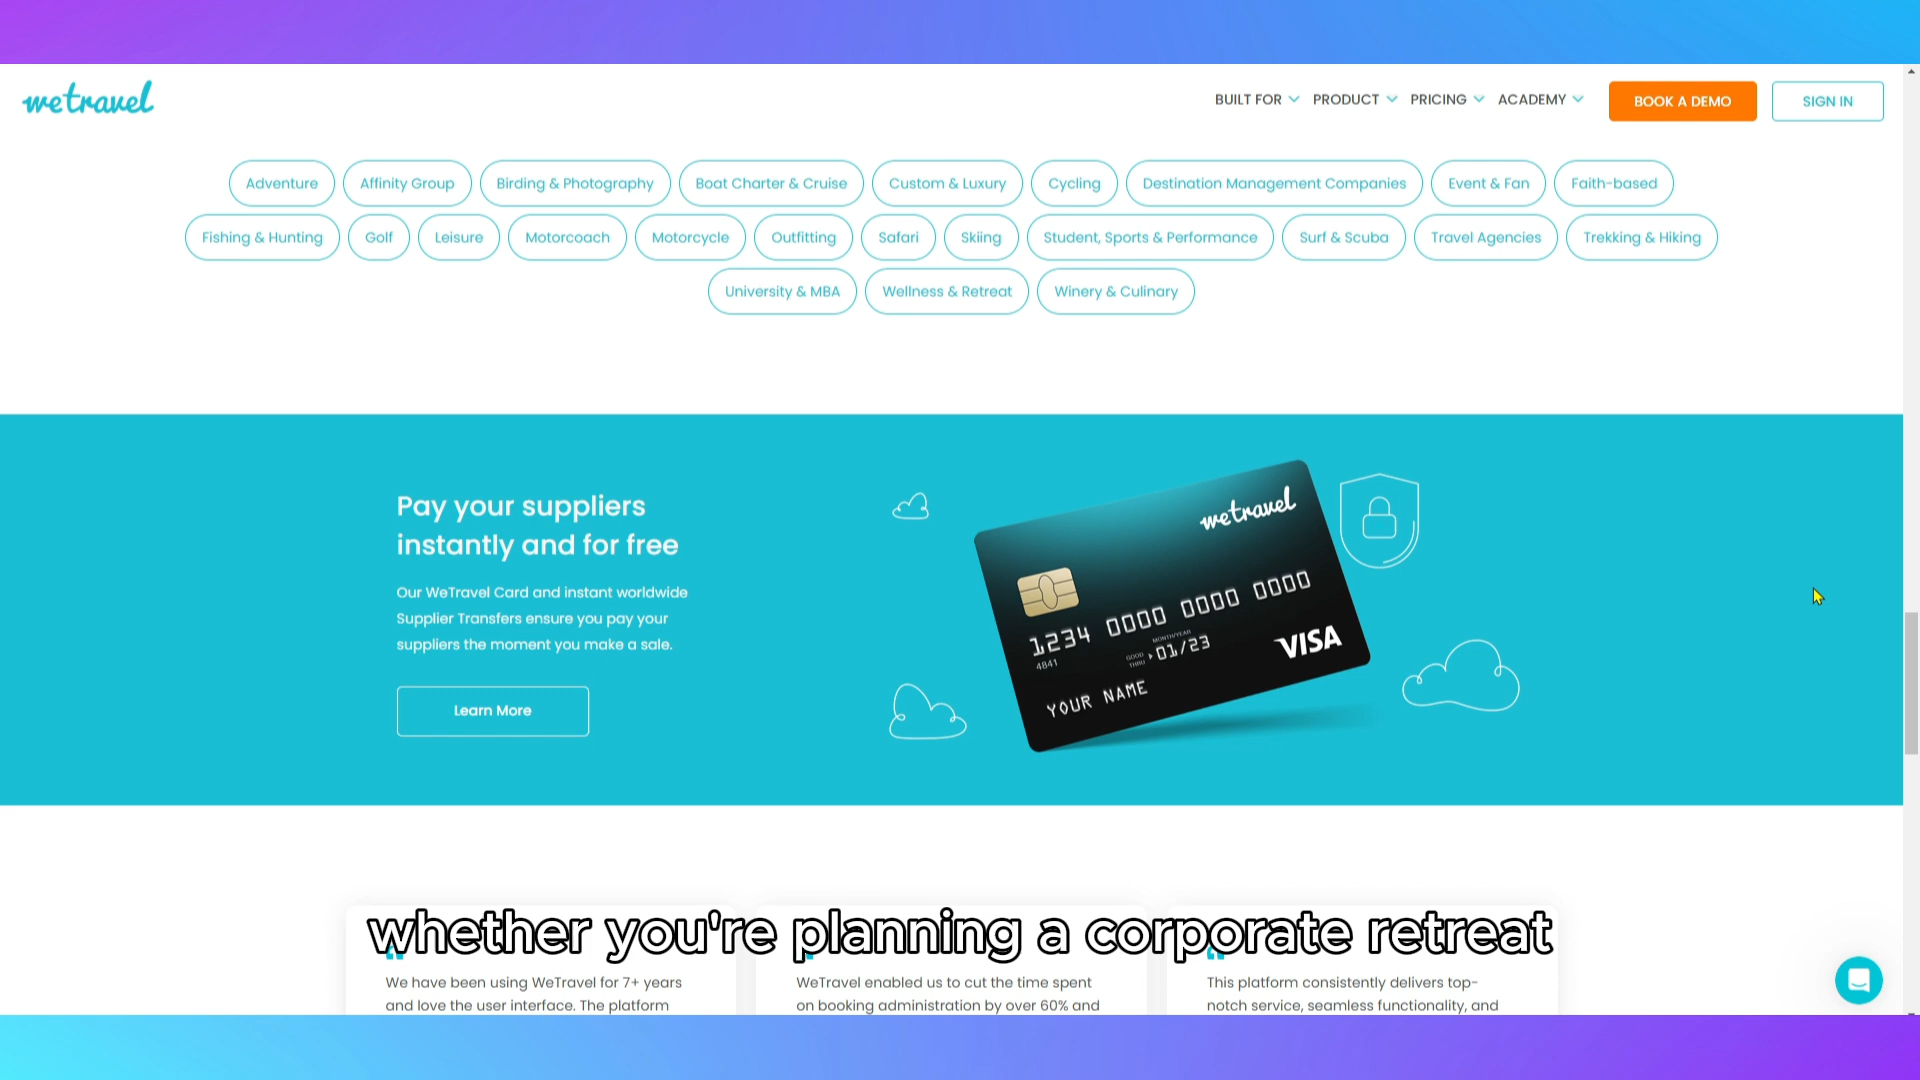 wetravel
BUILT FOR PRODUCT PRICING ACADEMY BOOK A DEMO SIGN IN
Adventure Affinity Group Birding & Photography Boat Charter & Cruise Custom & Luxury Cycling Destination Management Companies Event & Fan Faith-based
Fishing & Hunting Golf Leisure Motorcoach Motorcycle Outfitting Safari Skiing Student, Sports & Performance Surf & Scuba Travel Agencies Trekking & Hiking
University & MBA Wellness & Retreat Winery & Culinary
Pay your suppliers
instantly and for free
Our WeTravel Card and instant worldwide
Supplier Transfers ensure you pay your
suppliers the moment you make a sale.
Learn More
wetravel
1234 0000 0000 0000
4841
MONTH/YEAR
GOOD THRU 01/23
VISA
YOUR NAME
whether you're planning a corporate retreat
We have been using WeTravel for 7+ years
and love the user interface. The platform
WeTravel enabled us to cut the time spent
on booking administration by over 60% and
This platform consistently delivers top-
notch service, seamless functionality, and